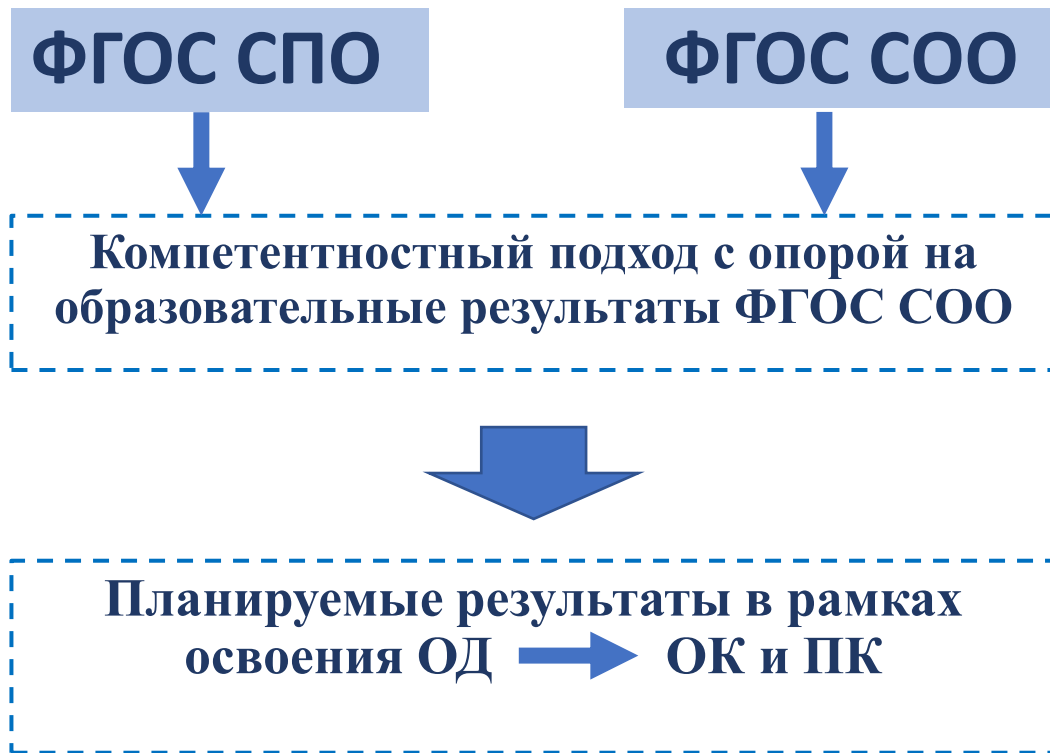 ФГОС СПО
ФГОС СОО
Компетентностный подход с опорой на
образовательные результаты ФГОС СОО
Планируемые результаты в рамках
освоения ОД ОК и ПК